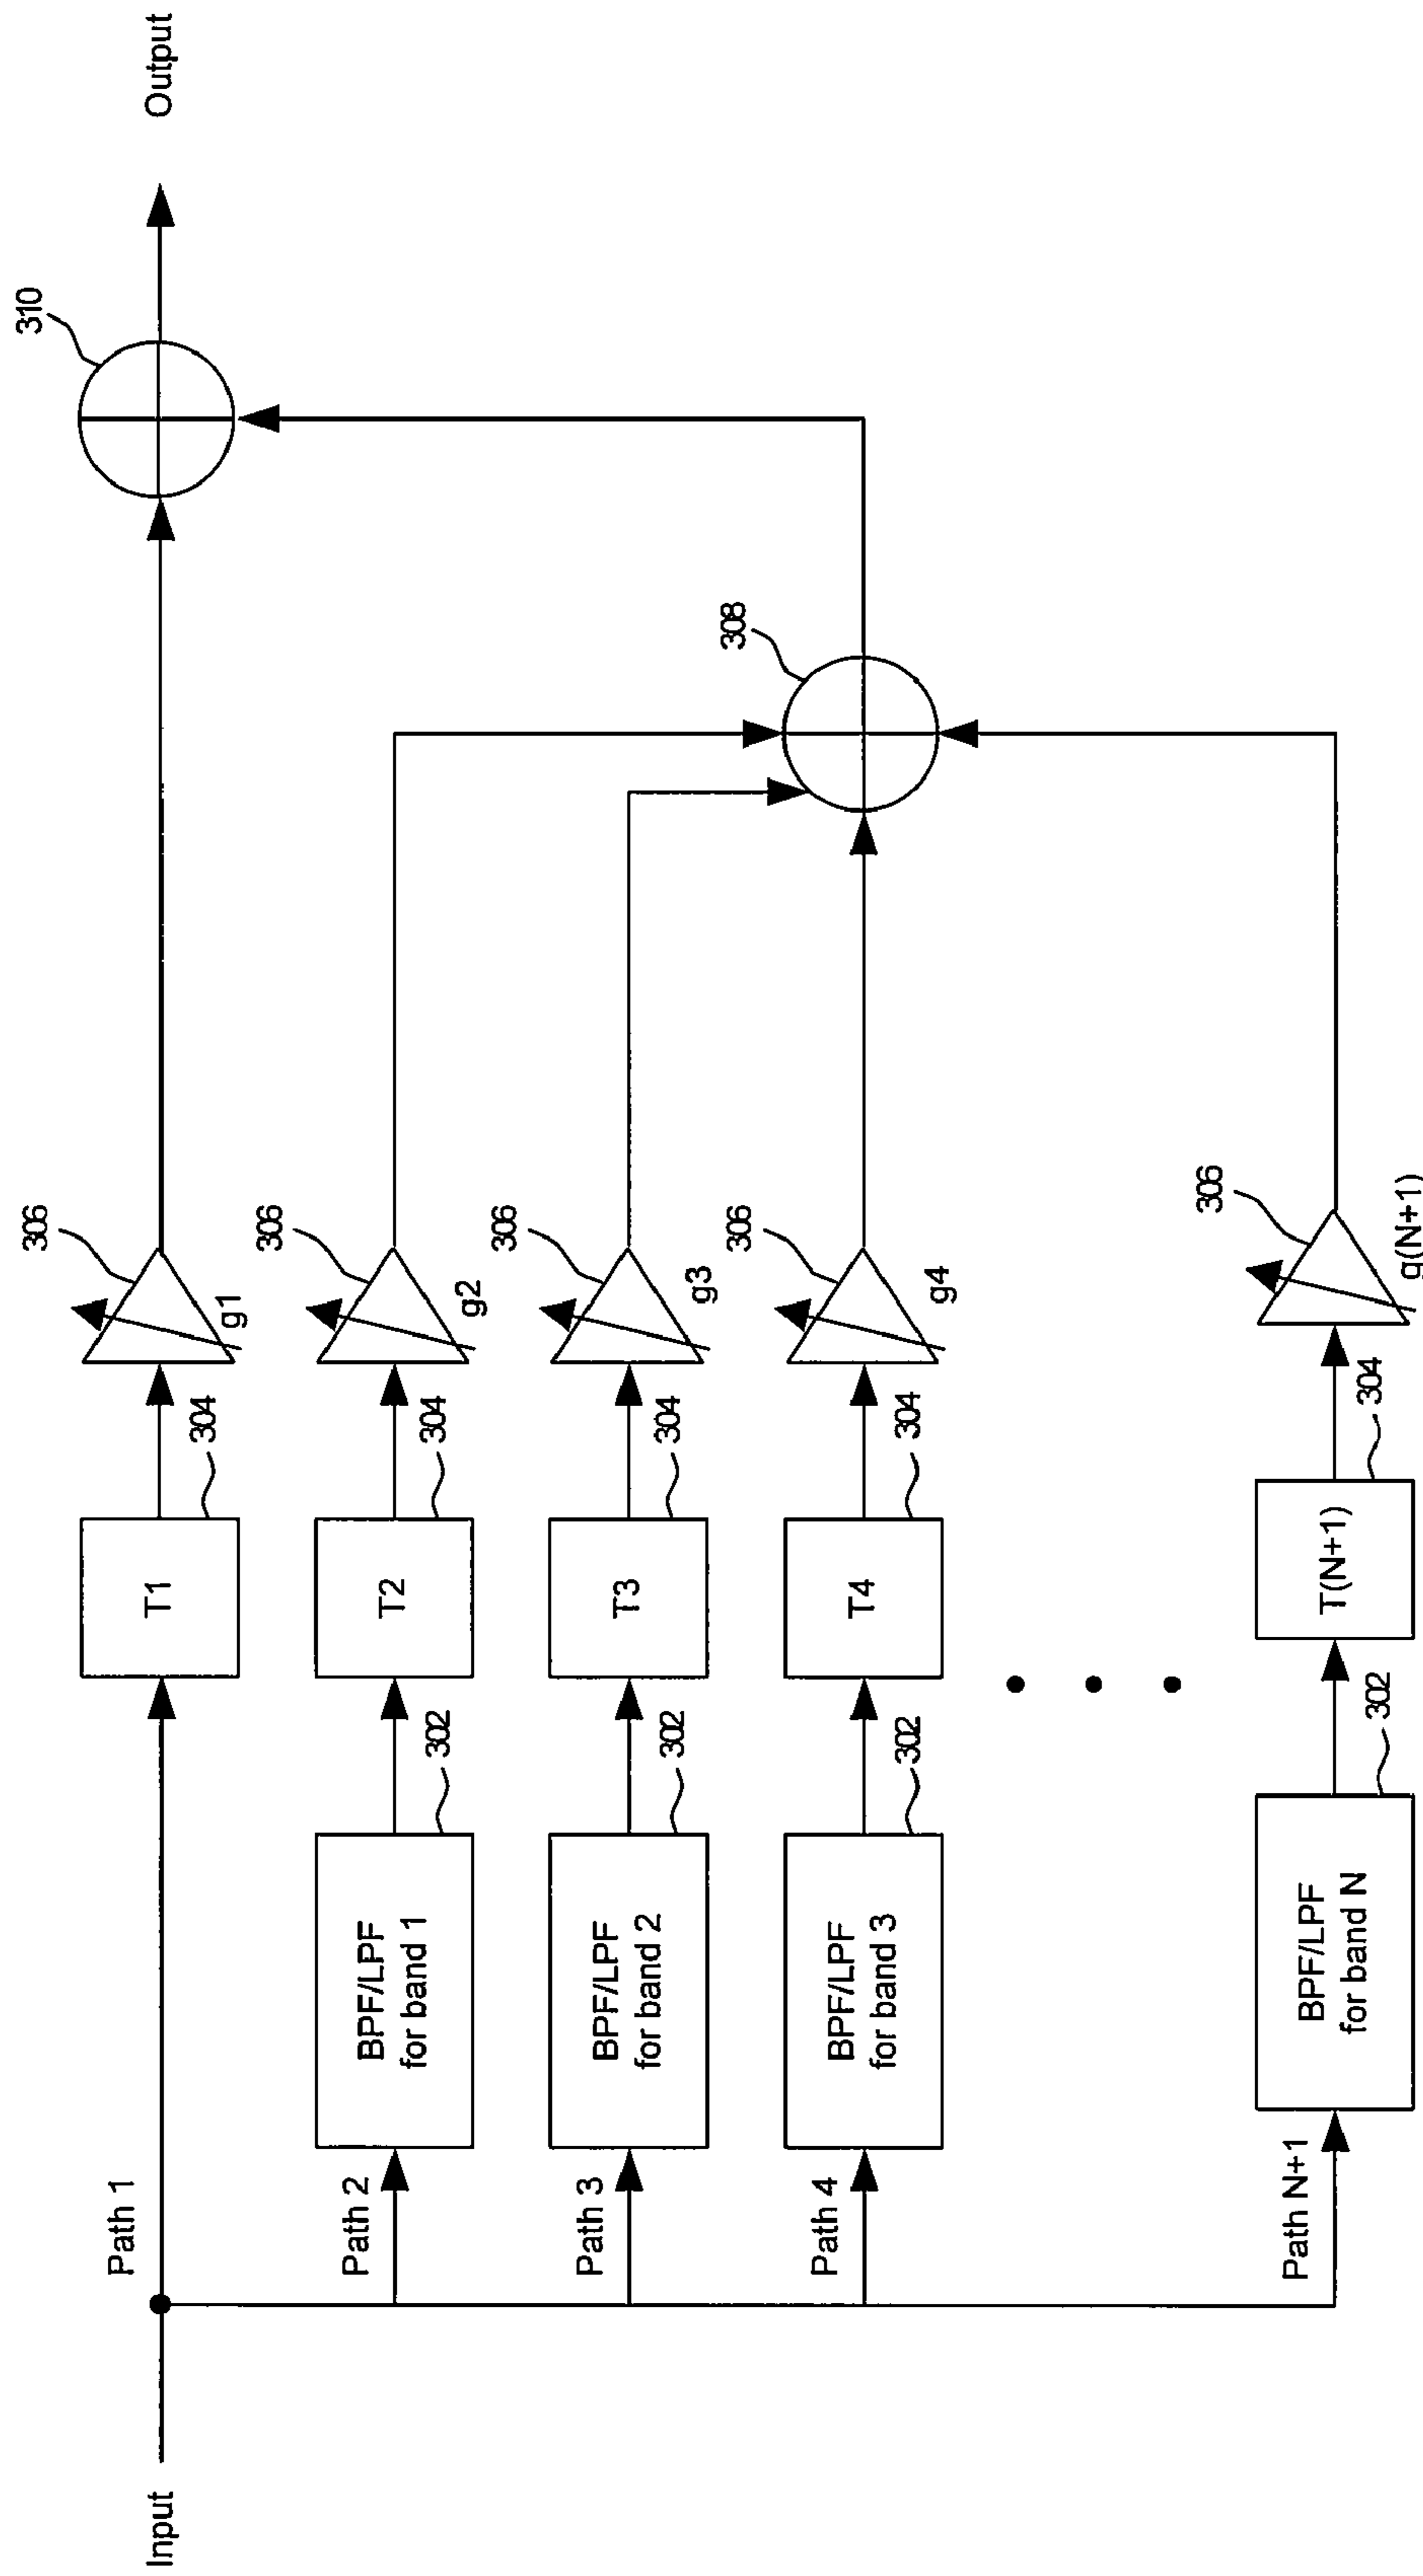 Input
Path 1
T1
304
306
g1
310
Output
Path 2
BPF/LPF
for band 1
302
T2
304
306
g2
Path 3
BPF/LPF
for band 2
302
T3
304
306
g3
Path 4
BPF/LPF
for band 3
302
T4
304
306
g4
308
Path N+1
BPF/LPF
for band N
302
T(N+1)
304
306
g(N+1)